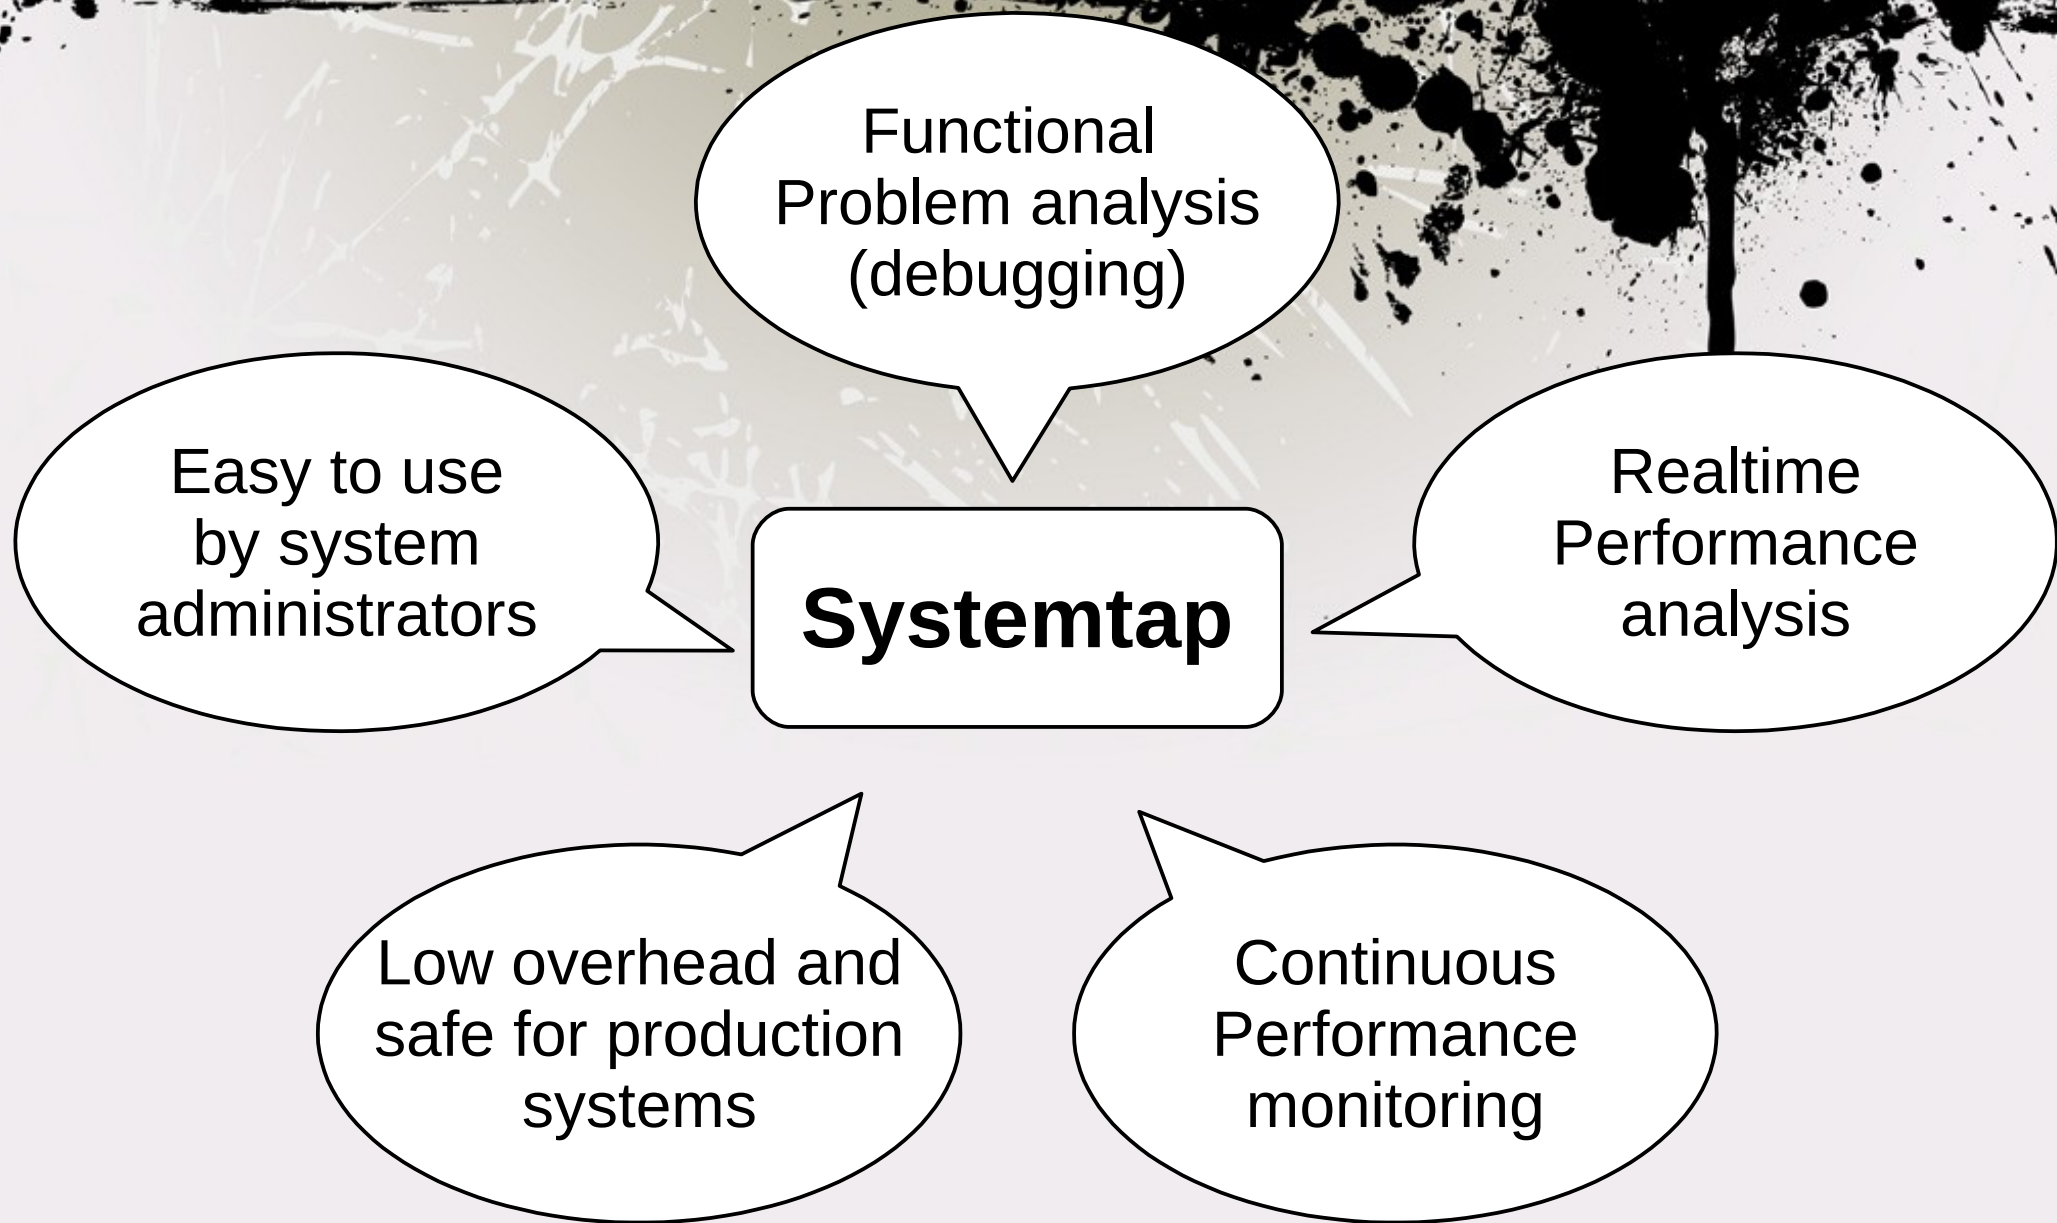 Functional
Problem analysis
(debugging)
Easy to use
by system
administrators
Systemtap
Realtime
Performance
analysis
Low overhead and
safe for production
systems
Continuous
Performance
monitoring